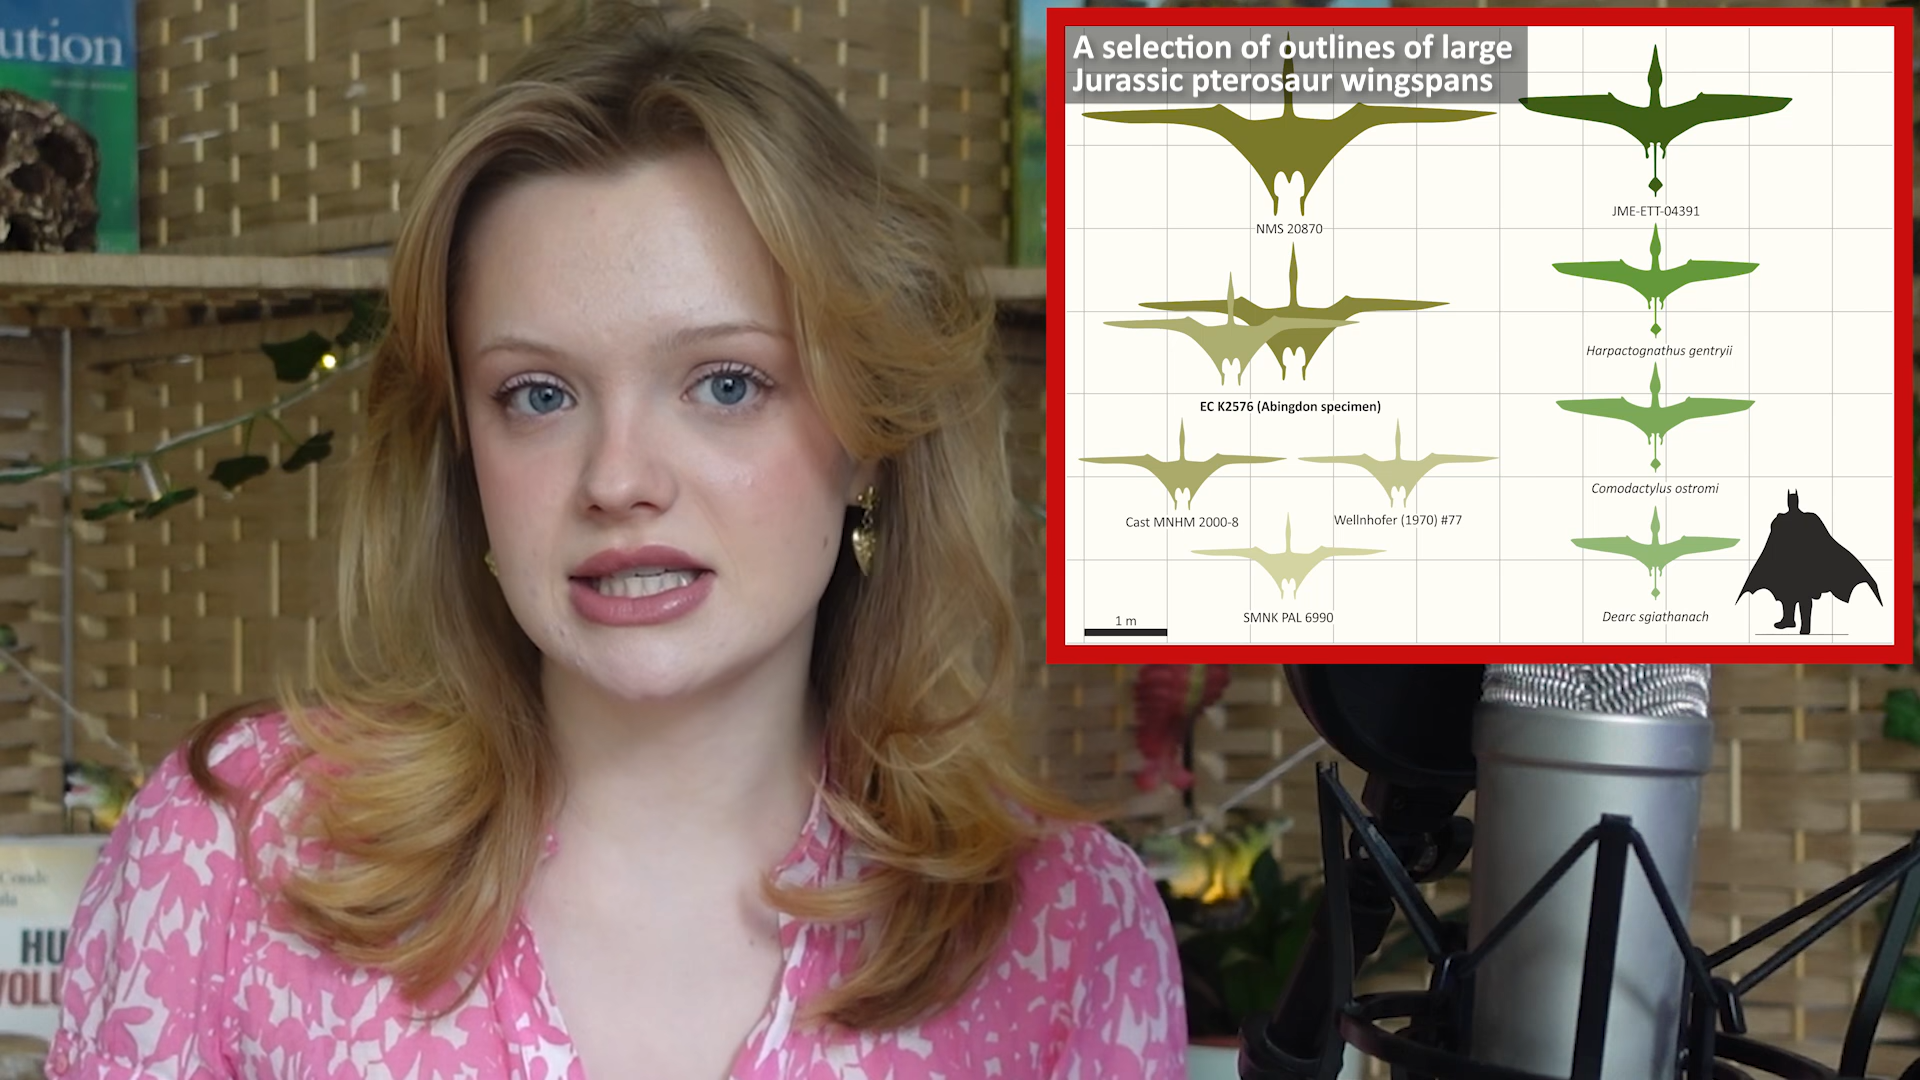 ution
A selection of outlines of large
Jurassic pterosaur wingspans
NMS 20870
JME-ETT-04391
Harpactognathus gentryii
EC K2576 (Abingdon specimen)
Comodactylus ostromi
Cast MNHM 2000-8
Wellnhofer (1970) #77
SMNK PAL 6990
Dearc sgiathanach
1 m
HU
VOLU